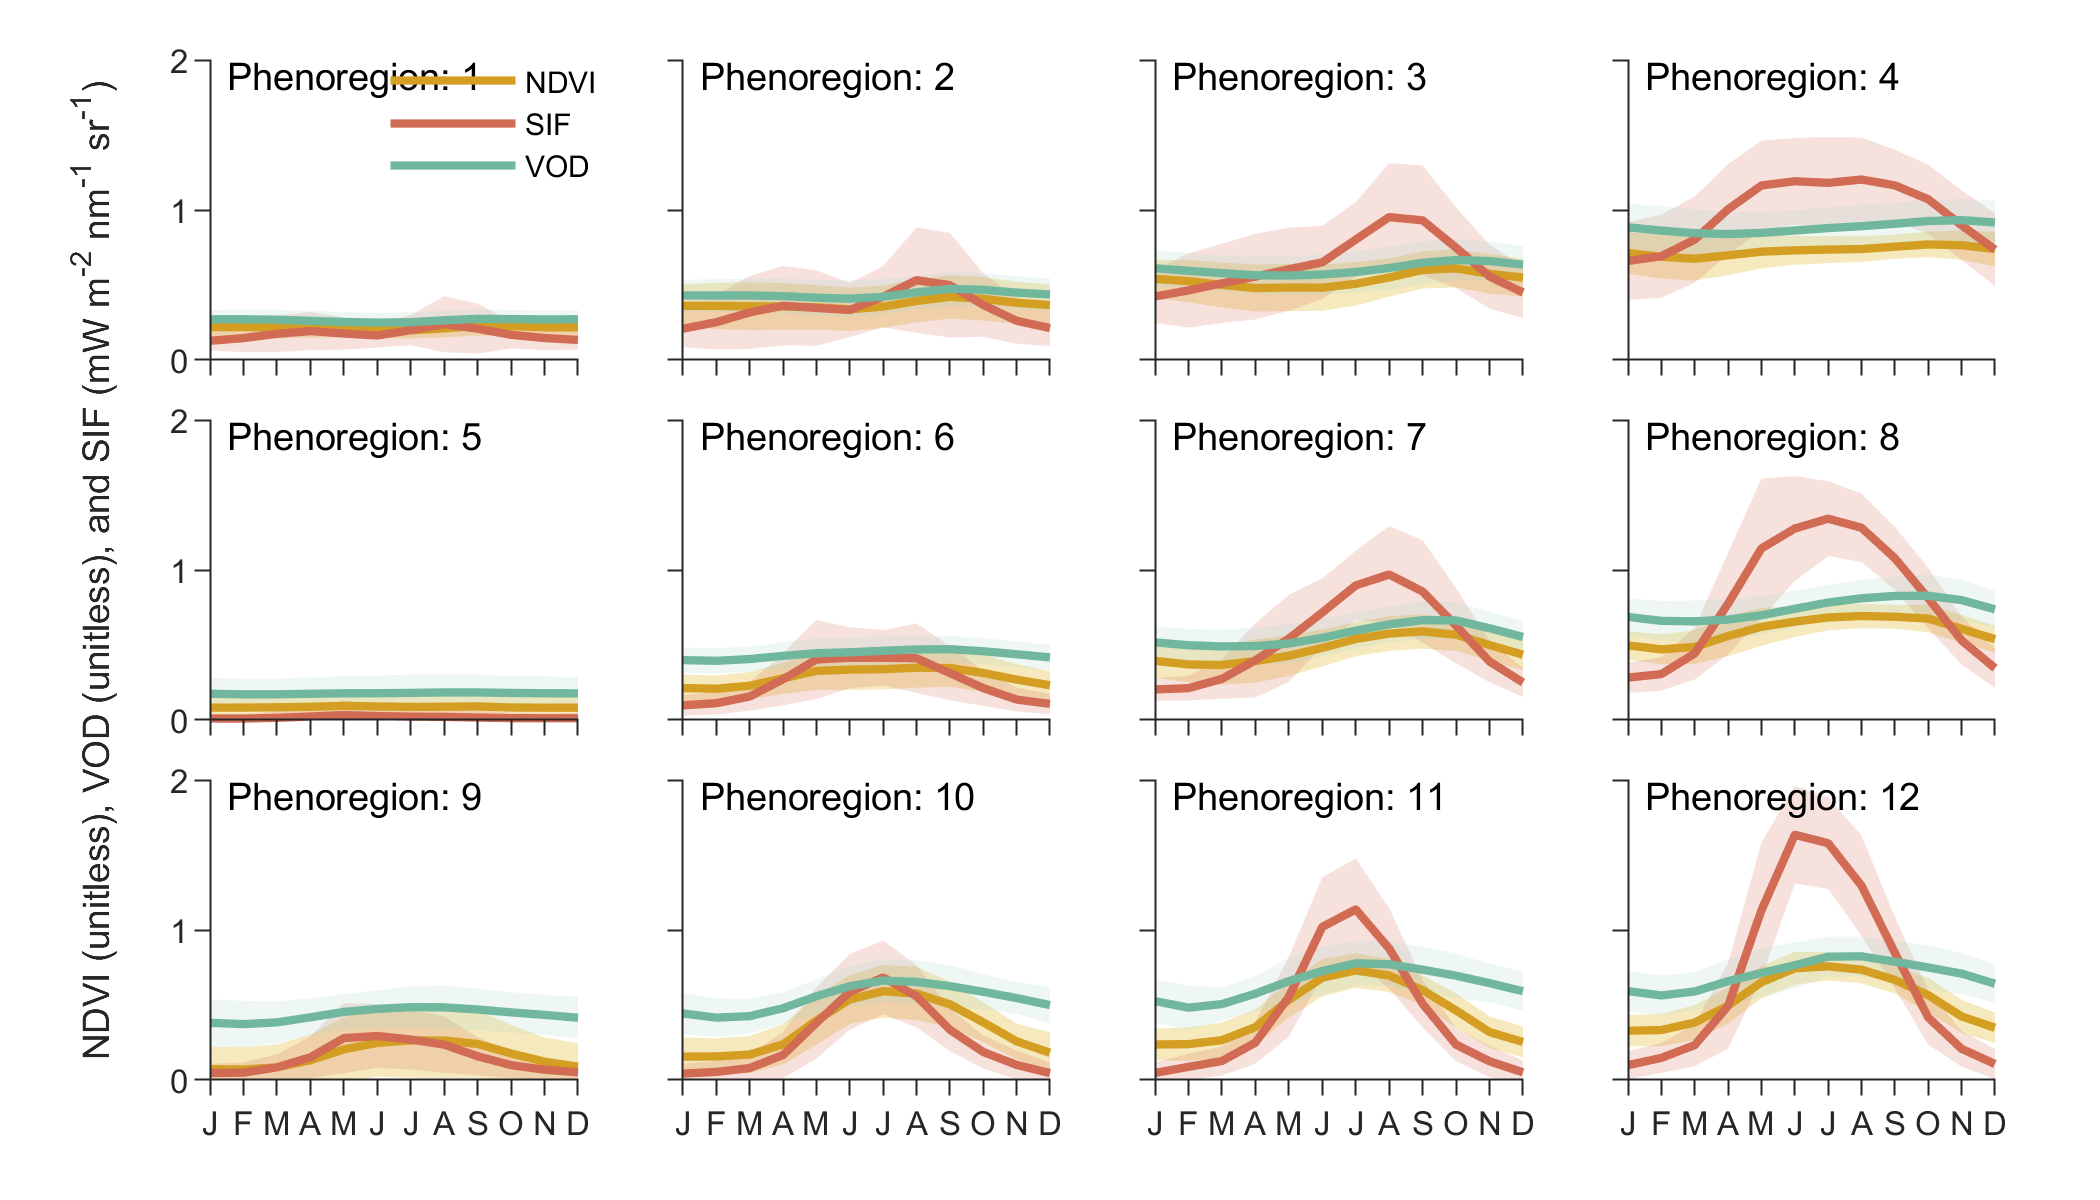 NDVI (unitless), VOD (unitless), and SIF (mW m⁻² nm⁻¹ sr⁻¹)
Phenoregion: 1
NDVI
SIF
VOD
Phenoregion: 2
Phenoregion: 3
Phenoregion: 4
2
1
0
Phenoregion: 5
Phenoregion: 6
Phenoregion: 7
Phenoregion: 8
2
1
0
Phenoregion: 9
Phenoregion: 10
Phenoregion: 11
Phenoregion: 12
2
1
0
J F M A M J J A S O N D
J F M A M J J A S O N D
J F M A M J J A S O N D
J F M A M J J A S O N D